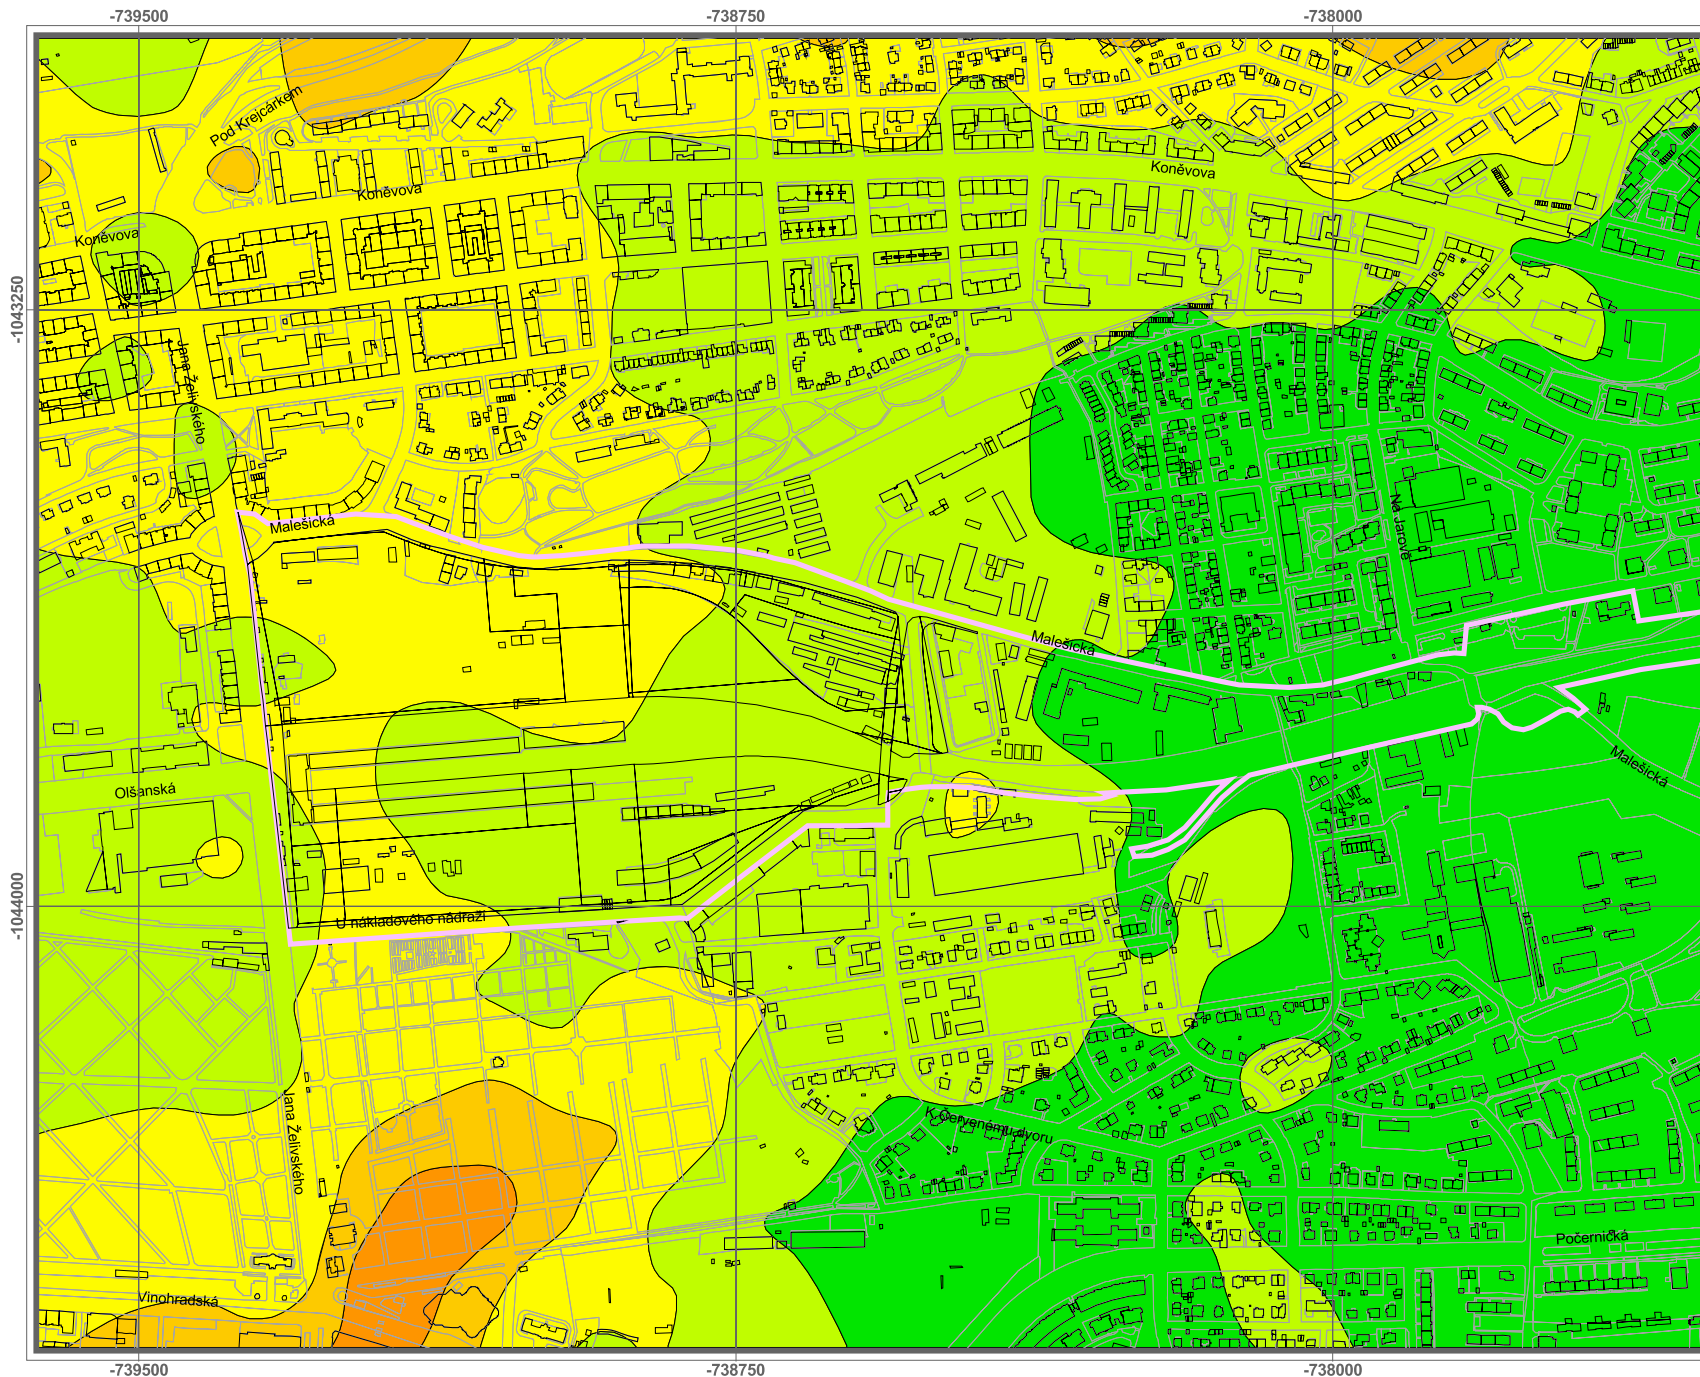 -739500 -738750 -738000
Pod Krejcárkem
Koněvova
Koněvova
Koněvova
-1043250
Jana Želivského
Malešická
Na Jarově
Malešická
Malešická
Olšanská
-1044000
U nákladového nádraží
Jana Želivského
K Červenému dvoru
Počernická
Vinohradská
-739500 -738750 -738000